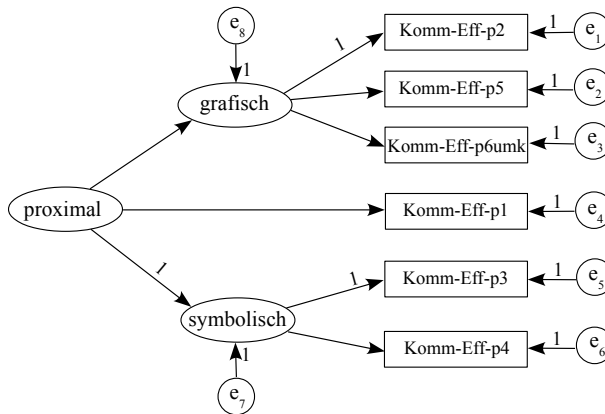 e8
1
1
Komm-Eff-p2
1
e1
grafisch
Komm-Eff-p5
1
e2
Komm-Eff-p6umk
1
e3
proximal
Komm-Eff-p1
1
e4
1
1
Komm-Eff-p3
1
e5
symbolisch
Komm-Eff-p4
1
e6
1
e7